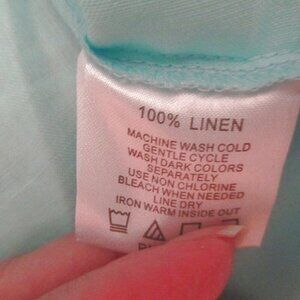 100% LINEN
MACHINE WASH COLD
GENTLE CYCLE
WASH DARK COLORS
SEPARATELY
USE NON CHLORINE
BLEACH WHEN NEEDED
LINE DRY
IRON WARM INSIDE OUT